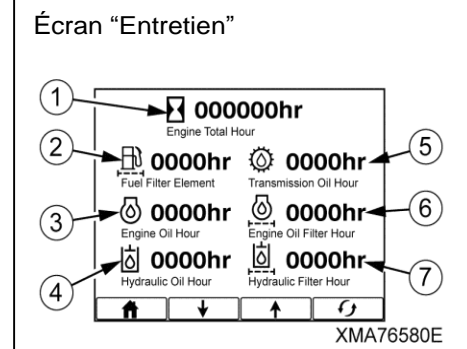 Écran “Entretien”
1
000000hr
Engine Total Hour
2
0000hr
Fuel Filter Element
0000hr
Transmission Oil Hour
5
3
0000hr
Engine Oil Hour
0000hr
Engine Oil Filter Hour
6
4
0000hr
Hydraulic Oil Hour
0000hr
Hydraulic Filter Hour
7
XMA76580E